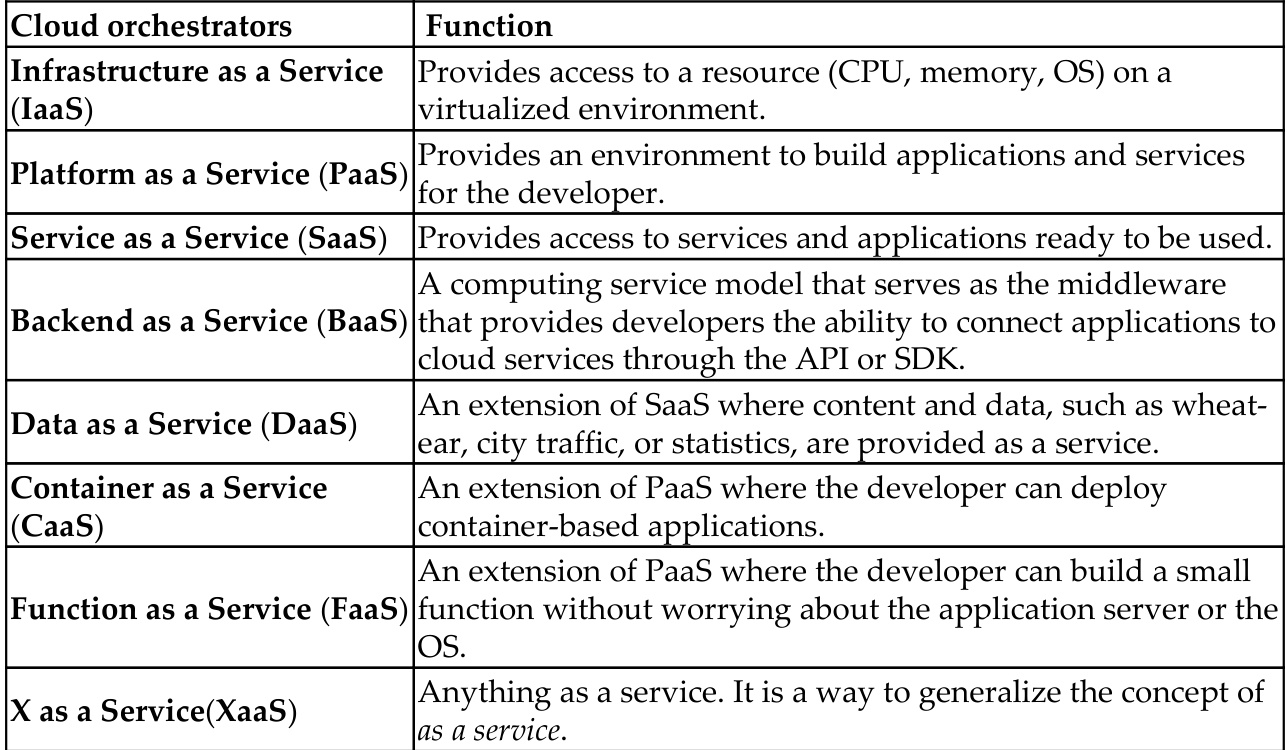 Cloud orchestrators
Function
Infrastructure as a Service
(IaaS)
Provides access to a resource (CPU, memory, OS) on a
virtualized environment.
Platform as a Service (PaaS)
Provides an environment to build applications and services
for the developer.
Service as a Service (SaaS)
Provides access to services and applications ready to be used.
Backend as a Service (BaaS)
A computing service model that serves as the middleware
that provides developers the ability to connect applications to
cloud services through the API or SDK.
Data as a Service (DaaS)
An extension of SaaS where content and data, such as wheat-
ear, city traffic, or statistics, are provided as a service.
Container as a Service
(CaaS)
An extension of PaaS where the developer can deploy
container-based applications.
Function as a Service (FaaS)
An extension of PaaS where the developer can build a small
function without worrying about the application server or the
OS.
X as a Service(XaaS)
Anything as a service. It is a way to generalize the concept of
as a service.